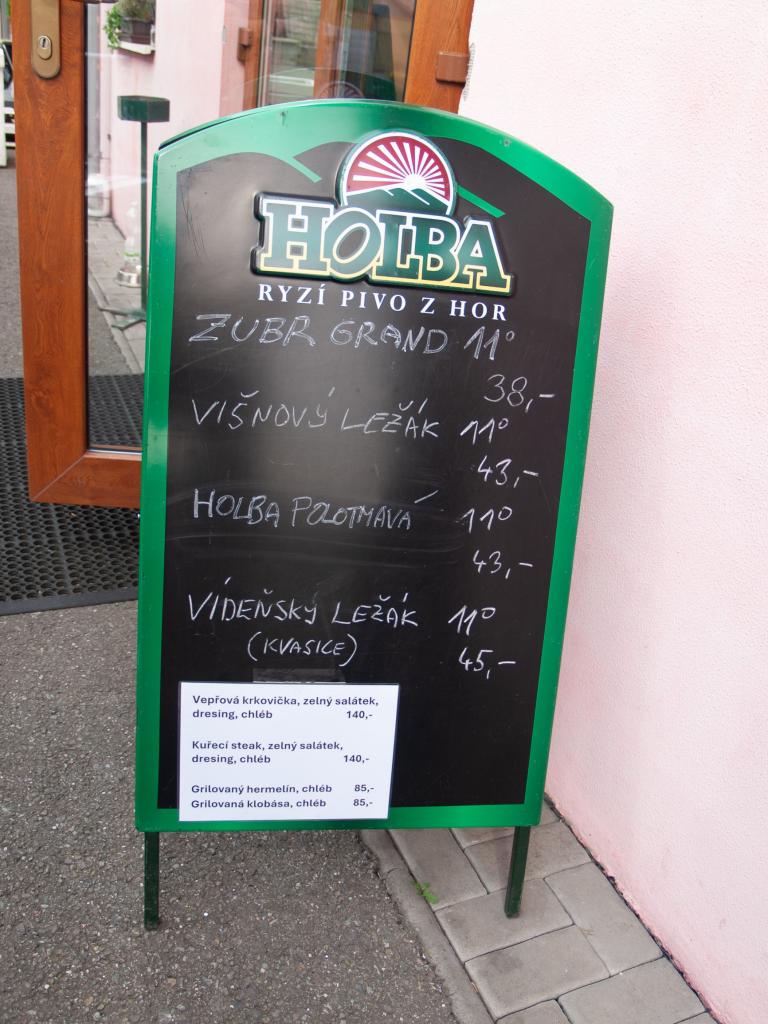 HOLBA
RYZÍ PIVO Z HOR
ZUBR GRAND 11°
38,-
VIŠNOVÝ LEŽÁK 11°
43,-
HOLBA POLOTMAVÁ 11°
43,-
VÍDEŇSKÝ LEŽÁK 11°
(KVASICE) 45,-
Vepřová krkovička, zelný salátek,
dresing, chléb 140,-
Kuřecí steak, zelný salátek,
dresing, chléb 140,-
Grilovaný hermelín, chléb 85,-
Grilovaná klobása, chléb 85,-